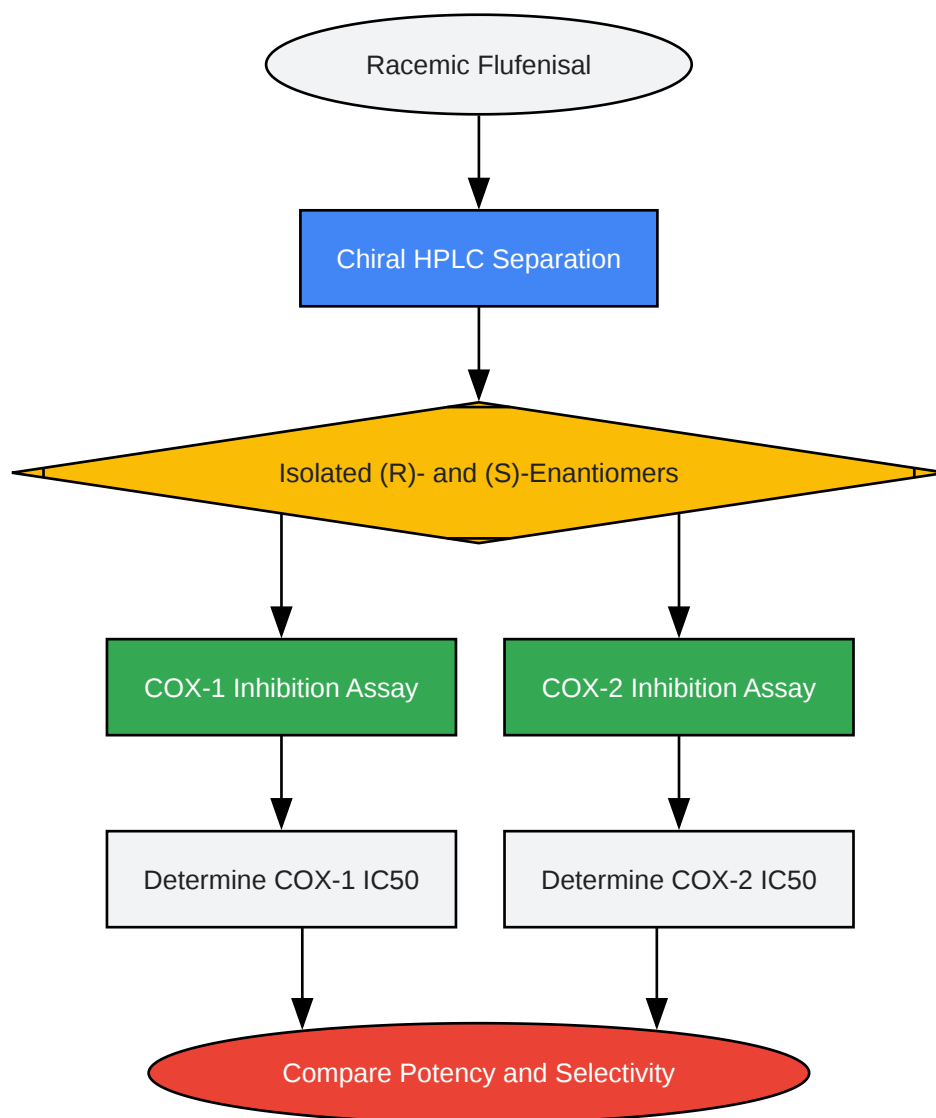 Racemic Flufenisal
Chiral HPLC Separation
Isolated (R)- and (S)-Enantiomers
COX-1 Inhibition Assay
COX-2 Inhibition Assay
Determine COX-1 IC50
Determine COX-2 IC50
Compare Potency and Selectivity